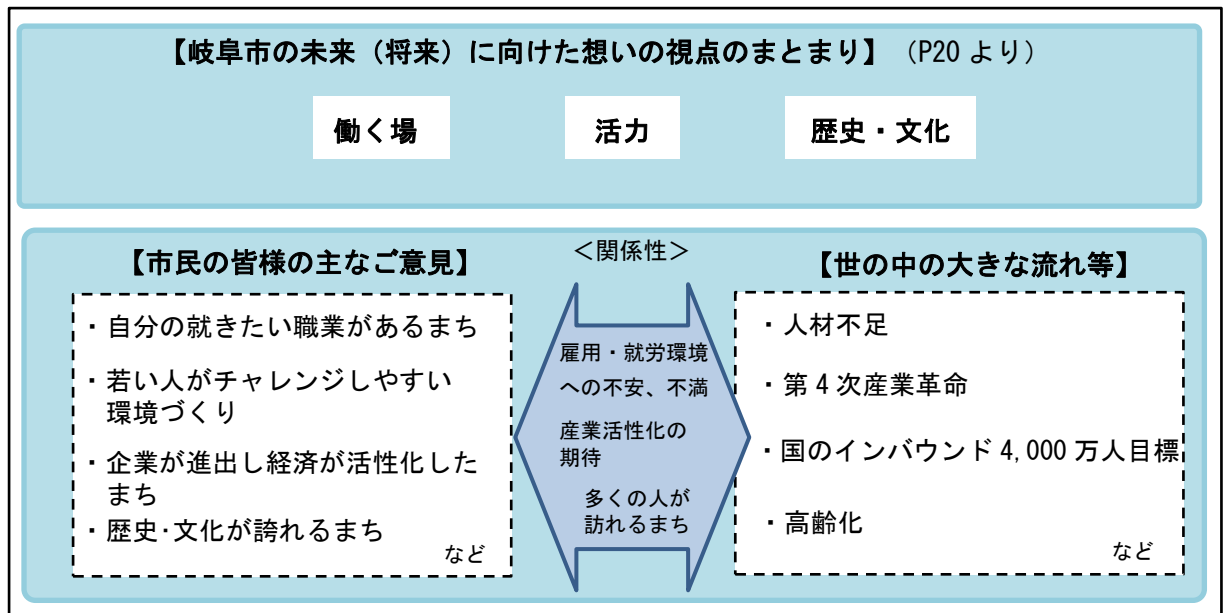 【岐阜市の未来（将来）に向けた想いの視点のまとまり】（P20 より）
働く場
活力
歴史・文化
【市民の皆様の主なご意見】
・自分の就きたい職業があるまち
・若い人がチャレンジしやすい
環境づくり
・企業が進出し経済が活性化した
まち
・歴史･文化が誇れるまち
など
＜関係性＞
雇用・就労環境
への不安、不満
産業活性化の
期待
多くの人が
訪れるまち
【世の中の大きな流れ等】
・人材不足
・第 4 次産業革命
・国のインバウンド 4,000 万人目標
・高齢化
など